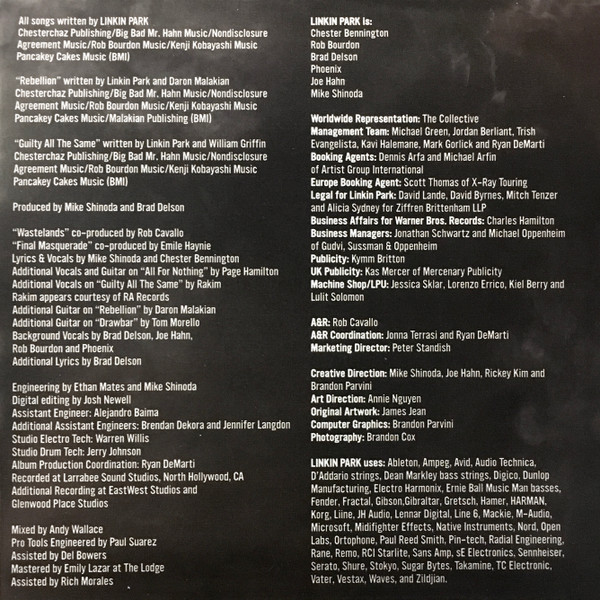 All songs written by LINKIN PARK
Chesterchaz Publishing/Big Bad Mr. Hahn Music/Nondisclosure
Agreement Music/Rob Bourdon Music/Kenji Kobayashi Music
Pancakey Cakes Music (BMI)
"Rebellion" written by Linkin Park and Daron Malakian
Chesterchaz Publishing/Big Bad Mr. Hahn Music/Nondisclosure
Agreement Music/Rob Bourdon Music/Kenji Kobayashi Music
Pancakey Cakes Music/Malakian Publishing (BMI)
"Guilty All The Same" written by Linkin Park and William Griffin
Chesterchaz Publishing/Big Bad Mr. Hahn Music/Nondisclosure
Agreement Music/Rob Bourdon Music/Kenji Kobayashi Music
Pancakey Cakes Music (BMI)
Produced by Mike Shinoda and Brad Delson
"Wastelands" co-produced by Rob Cavallo
"Final Masquerade" co-produced by Emile Haynie
Lyrics & Vocals by Mike Shinoda and Chester Bennington
Additional Vocals and Guitar on "All For Nothing" by Page Hamilton
Additional Vocals on "Guilty All The Same" by Rakim
Rakim appears courtesy of RA Records
Additional Guitar on "Rebellion" by Daron Malakian
Additional Guitar on "Drawbar" by Tom Morello
Background Vocals by Brad Delson, Joe Hahn,
Rob Bourdon and Phoenix
Additional Lyrics by Brad Delson
Engineering by Ethan Mates and Mike Shinoda
Digital editing by Josh Newell
Assistant Engineer: Alejandro Baima
Additional Assistant Engineers: Brendan Dekora and Jennifer Langdon
Studio Electro Tech: Warren Willis
Studio Drum Tech: Jerry Johnson
Album Production Coordination: Ryan DeMarti
Recorded at Larrabee Sound Studios, North Hollywood, CA
Additional Recording at EastWest Studios and
Glenwood Place Studios
Mixed by Andy Wallace
Pro Tools Engineered by Paul Suarez
Assisted by Del Bowers
Mastered by Emily Lazar at The Lodge
Assisted by Rich Morales
LINKIN PARK is:
Chester Bennington
Rob Bourdon
Brad Delson
Phoenix
Joe Hahn
Mike Shinoda
Worldwide Representation: The Collective
Management Team: Michael Green, Jordan Berliant, Trish
Evangelista, Kavi Halemane, Mark Gorlick and Ryan DeMarti
Booking Agents: Dennis Arfa and Michael Arfin
of Artist Group International
Europe Booking Agent: Scott Thomas of X-Ray Touring
Legal for Linkin Park: David Lande, David Byrnes, Mitch Tenzer
and Alicia Sydney for Ziffren Brittenham LLP
Business Affairs for Warner Bros. Records: Charles Hamilton
Business Managers: Jonathan Schwartz and Michael Oppenheim
of Gudvi, Sussman & Oppenheim
Publicity: Kymm Britton
UK Publicity: Kas Mercer of Mercenary Publicity
Machine Shop/LPU: Jessica Sklar, Lorenzo Errico, Kiel Berry and
Lulit Solomon
A&R: Rob Cavallo
A&R Coordination: Jonna Terrasi and Ryan DeMarti
Marketing Director: Peter Standish
Creative Direction: Mike Shinoda, Joe Hahn, Rickey Kim and
Brandon Parvini
Art Direction: Annie Nguyen
Original Artwork: James Jean
Computer Graphics: Brandon Parvini
Photography: Brandon Cox
LINKIN PARK uses: Ableton, Ampeg, Avid, Audio Technica,
D'Addario strings, Dean Markley bass strings, Digico, Dunlop
Manufacturing, Electro Harmonix, Ernie Ball Music Man basses,
Fender, Fractal, Gibson,Gibraltar, Gretsch, Hamer, HARMAN,
Korg, Liine, JH Audio, Lennar Digital, Line 6, Mackie, M-Audio,
Microsoft, Midifighter Effects, Native Instruments, Nord, Open
Labs, Ortophone, Paul Reed Smith, Pin-tech, Radial Engineering,
Rane, Remo, RCI Starlite, Sans Amp, sE Electronics, Sennheiser,
Serato, Shure, Stokyo, Sugar Bytes, Takamine, TC Electronic,
Vater, Vestax, Waves, and Zildjian.